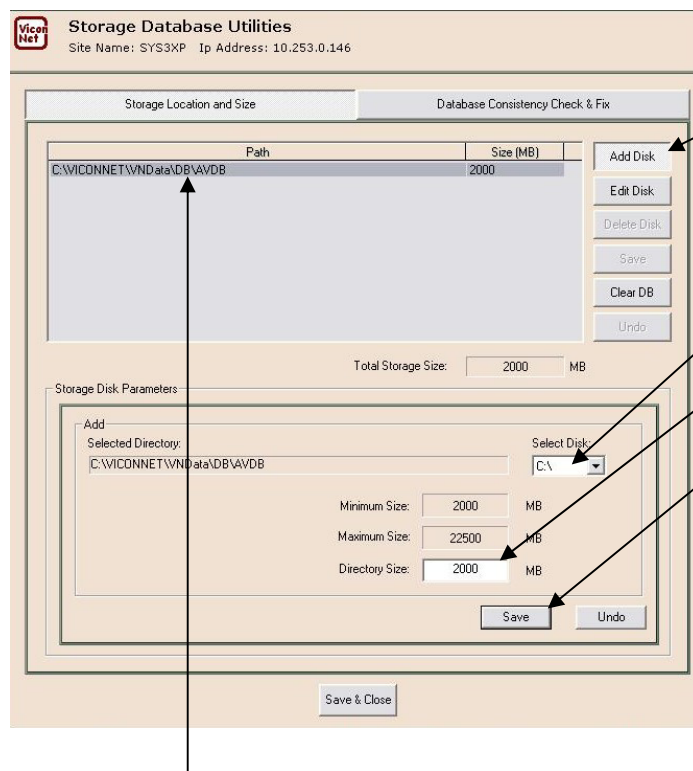 Vicon
Net
Storage Database Utilities
Site Name: SYS3XP Ip Address: 10.253.0.146
Storage Location and Size
Database Consistency Check & Fix
Path
Size (MB)
C:\VICONNET\VNData\DB\AVDB
2000
Add Disk
Edit Disk
Delete Disk
Save
Clear DB
Undo
Total Storage Size: 2000 MB
Storage Disk Parameters
Add
Selected Directory:
Select Disk:
C:\VICONNET\VNData\DB\AVDB
C:\
Minimum Size: 2000 MB
Maximum Size: 22500 MB
Directory Size: 2000 MB
Save
Undo
Save & Close